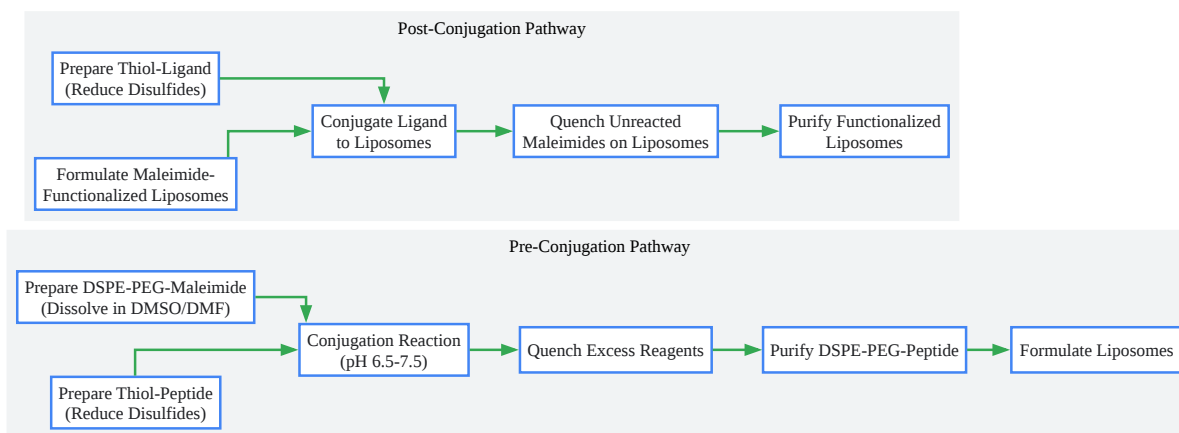 Post-Conjugation Pathway
Prepare Thiol-Ligand
(Reduce Disulfides)
Formulate Maleimide-
Functionalized Liposomes
Conjugate Ligand
to Liposomes
Quench Unreacted
Maleimides on Liposomes
Purify Functionalized
Liposomes
Pre-Conjugation Pathway
Prepare DSPE-PEG-Maleimide
(Dissolve in DMSO/DMF)
Prepare Thiol-Peptide
(Reduce Disulfides)
Conjugation Reaction
(pH 6.5-7.5)
Quench Excess Reagents
Purify DSPE-PEG-Peptide
Formulate Liposomes